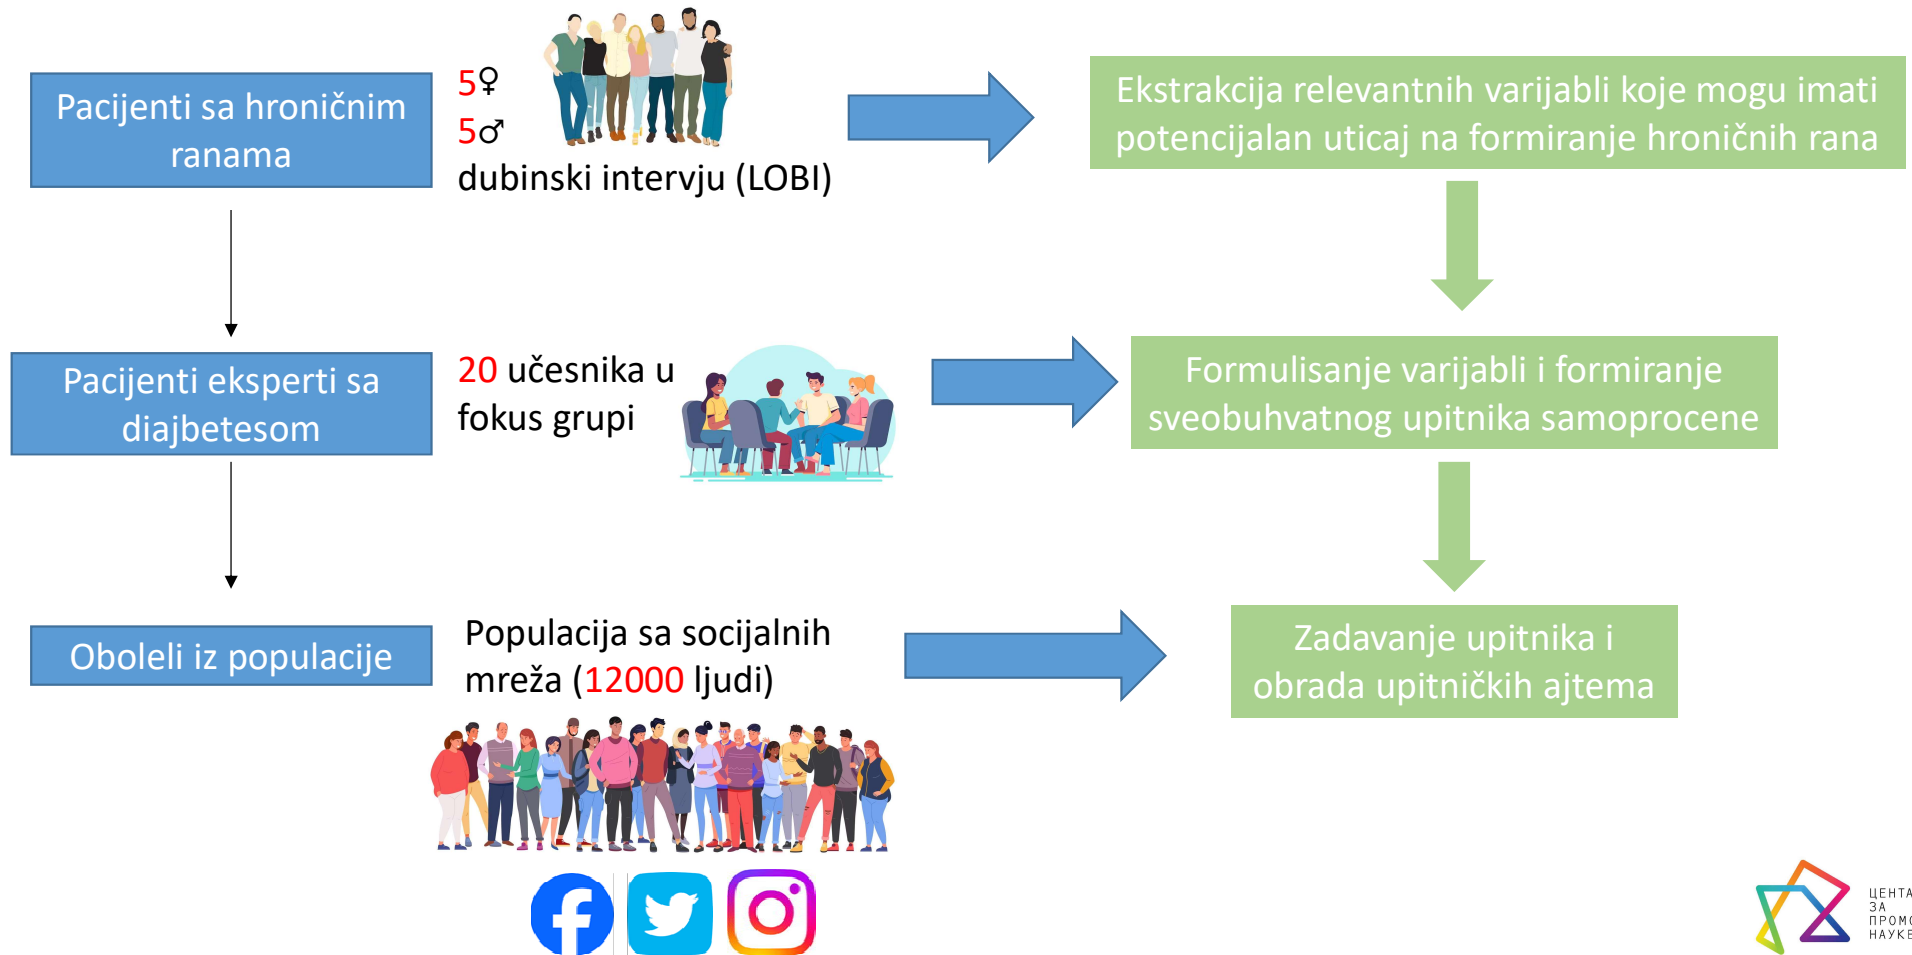 Pacijenti sa hroničnim
ranama
5♀
5♂
dubinski intervju (LOBI)
Ekstrakcija relevantnih varijabli koje mogu imati
potencijalan uticaj na formiranje hroničnih rana
Pacijenti eksperti sa
diajbetesom
20 učesnika u
fokus grupi
Formulisanje varijabli i formiranje
sveobuhvatnog upitnika samoprocene
Oboleli iz populacije
Populacija sa socijalnih
mreža (12000 ljudi)
Zadavanje upitnika i
obrada upitničkih ajtema
ЦЕНТА
ЗА
ПРОМО
НАУКЕ